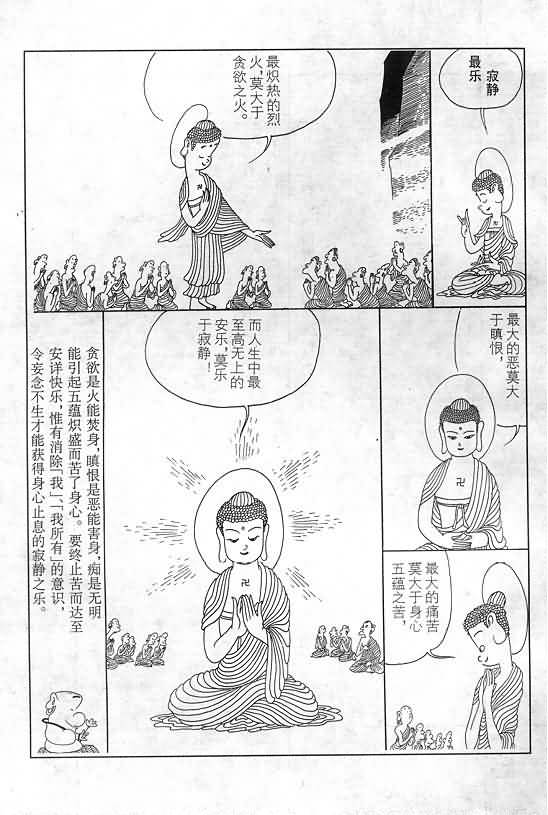 寂静
最乐
最炽热的烈
火，莫大于
贪欲之火。
最大的恶莫大
于瞋恨，
最大的痛苦
莫大于身心
五蕴之苦，
而人生中最
至高无上的
安乐，莫乐
于寂静！
贪欲是火能焚身，瞋恨是恶能害身，痴是无明
能引起五蕴炽盛而苦了身心。要终止苦而达至
安详快乐，惟有消除「我」、「我所有」的意识，
令妄念不生才能获得身心止息的寂静之乐。